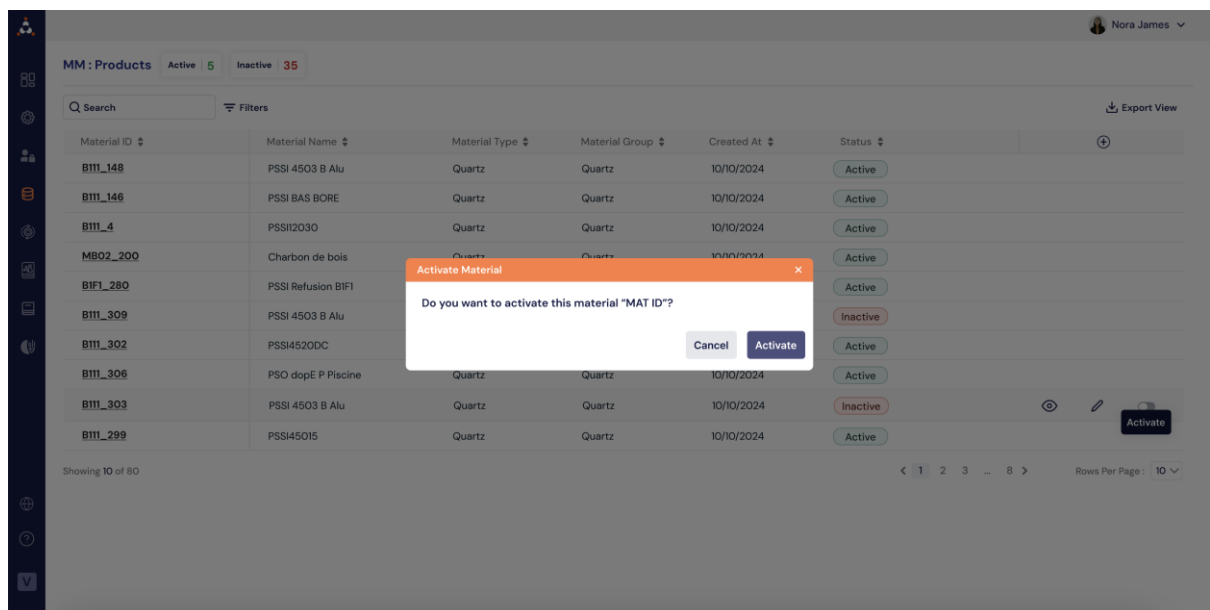 Nora James
MM : Products Active 5 Inactive 35
Search Filters Export View
Material ID Material Name Material Type Material Group Created At Status
B111_148 PSSI 4503 B Alu Quartz Quartz 10/10/2024 Active
B111_146 PSSI BAS BORE Quartz Quartz 10/10/2024 Active
B111_4 PSSI12030 Quartz Quartz 10/10/2024 Active
MB02_200 Charbon de bois Quartz Quartz 10/10/2024 Active
Activate Material
B1F1_280 PSSI Refusion B1F1 Active
Do you want to activate this material “MAT ID”?
B111_309 PSSI 4503 B Alu Inactive
B111_302 PSSI4520DC Active
Cancel Activate
B111_306 PSO dopE P Piscine Quartz Quartz 10/10/2024 Active
B111_303 PSSI 4503 B Alu Quartz Quartz 10/10/2024 Inactive
Activate
B111_299 PSSI45015 Quartz Quartz 10/10/2024 Active
Showing 10 of 80 1 2 3 ... 8 Rows Per Page : 10
V